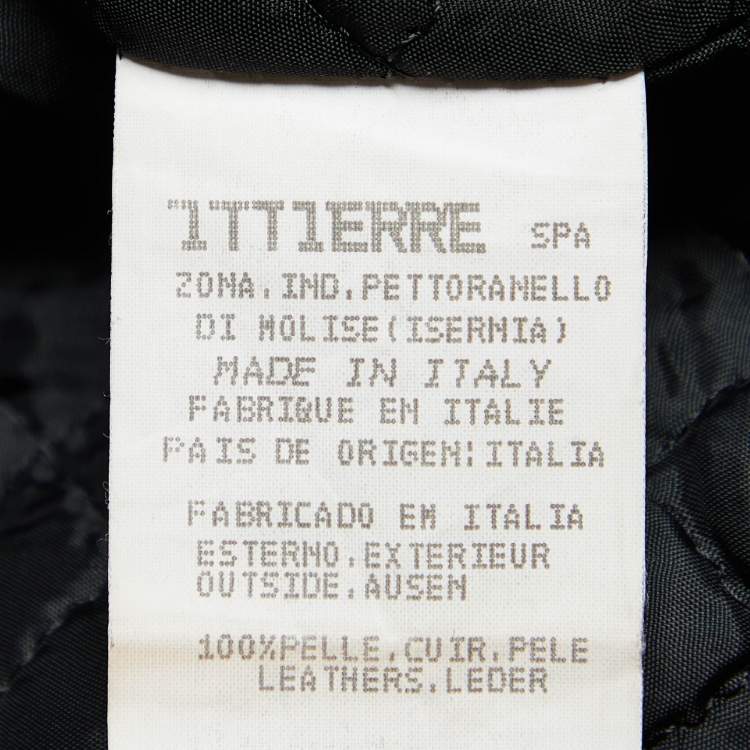 ITTIERRE SPA
ZONA.IND.PETTORANELLO
DI MOLISE(ISERNIA)
MADE IN ITALY
FABRIQUE EN ITALIE
PAIS DE ORIGEN:ITALIA
FABRICADO EM ITALIA
ESTERNO.EXTERIEUR
OUTSIDE.AUSEN
100%PELLE.CUIR.PELE
LEATHERS.LEDER